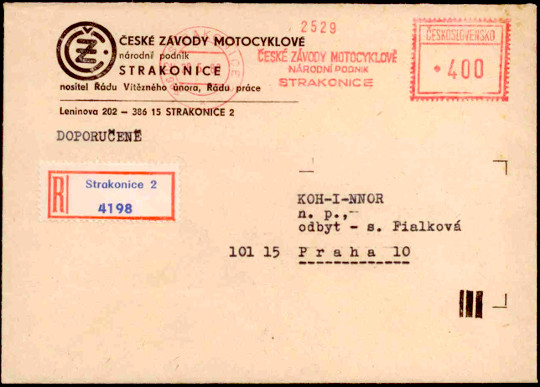 ČZ
ČESKÉ ZÁVODY MOTOCYKLOVÉ
národní podnik
STRAKONICE
nositel Řádu Vítězného února, Řádu práce
Leninova 202 – 386 15 STRAKONICE 2
2529
ČESKÉ ZÁVODY MOTOCYKLOVÉ
NÁRODNÍ PODNIK
STRAKONICE
ČESKOSLOVENSKO
400
DOPORUČENĚ
R
Strakonice 2
4198
KOH-I-NNOR
n. p.,
odbyt - s. Fialková
101 15 Praha 10